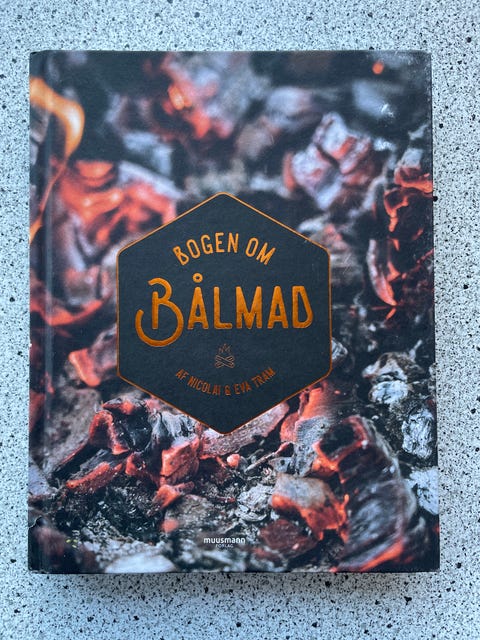 BOGEN OM
BÅLMAD
AF NICOLAI & EVA TRAM
muusmann
FORLAG